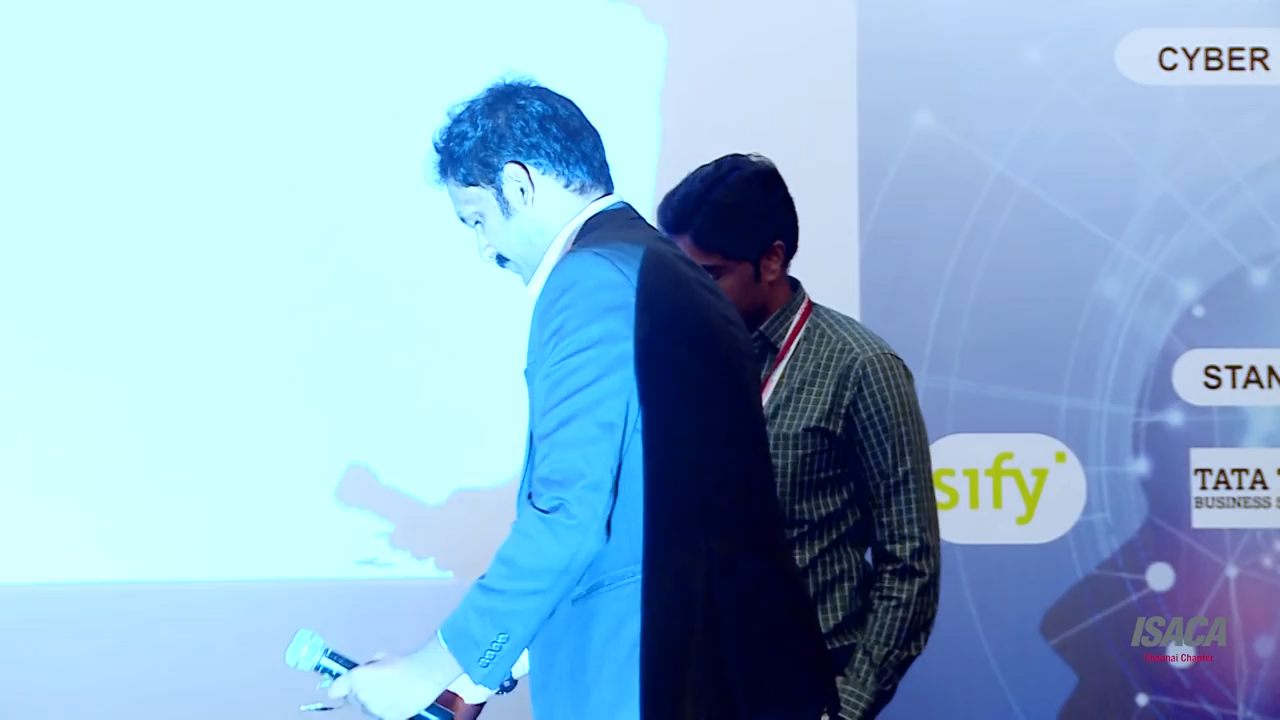 CYBER
STAN
sify
TATA T
BUSINESS S
ISACA
Chennai Chapter